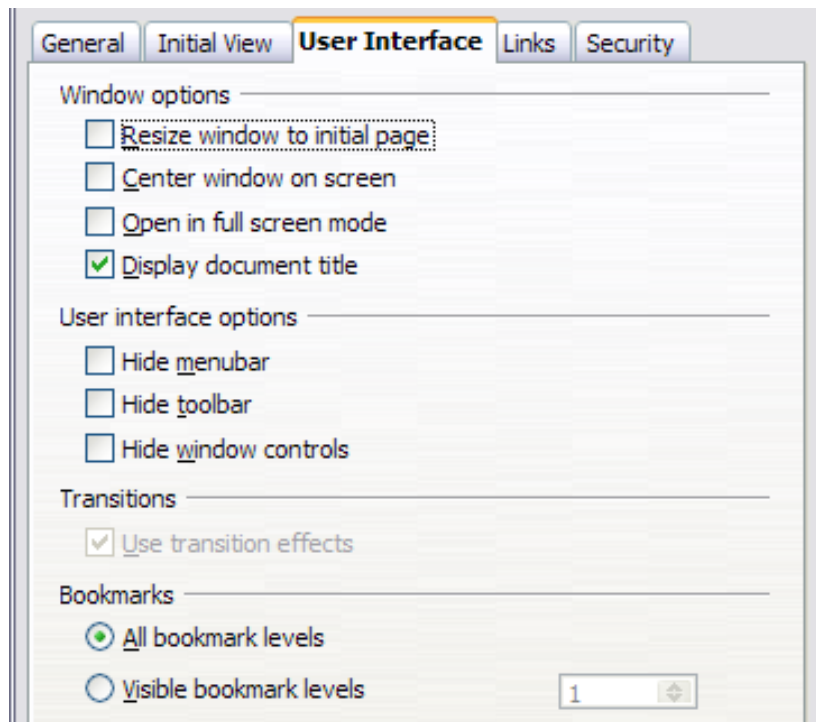 General Initial View User Interface Links Security
Window options
Resize window to initial page
Center window on screen
Open in full screen mode
Display document title
User interface options
Hide menubar
Hide toolbar
Hide window controls
Transitions
Use transition effects
Bookmarks
All bookmark levels
Visible bookmark levels 1